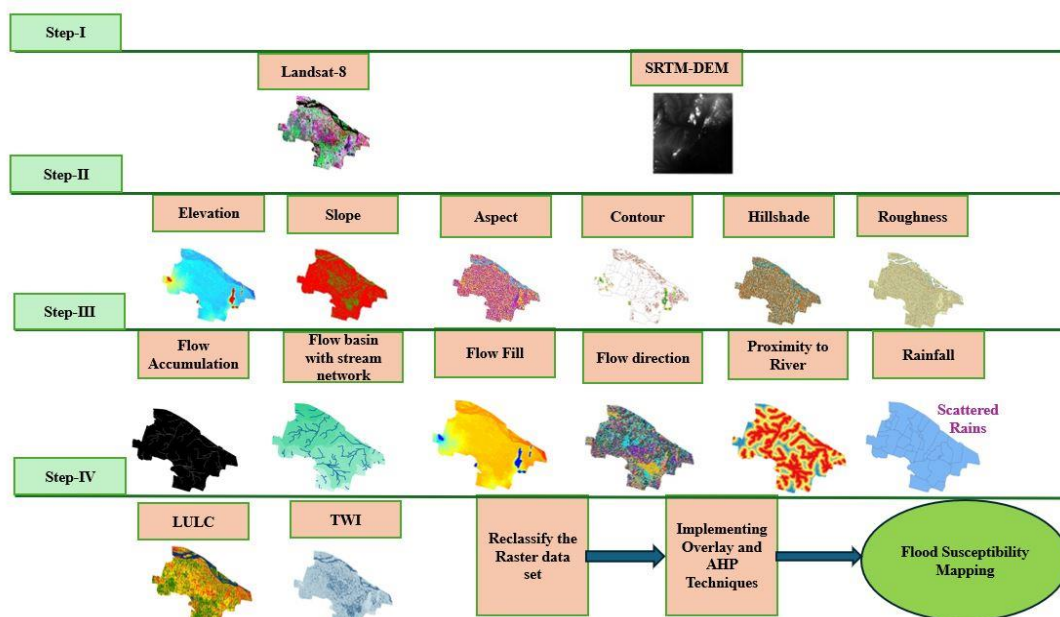 Step-I
Landsat-8
SRTM-DEM
Step-II
Elevation
Slope
Aspect
Contour
Hillshade
Roughness
Step-III
Flow
Accumulation
Flow basin
with stream
network
Flow Fill
Flow direction
Proximity to
River
Rainfall
Scattered
Rains
Step-IV
LULC
TWI
Reclassify the
Raster data
set
Implementing
Overlay and
AHP
Techniques
Flood Susceptibility
Mapping